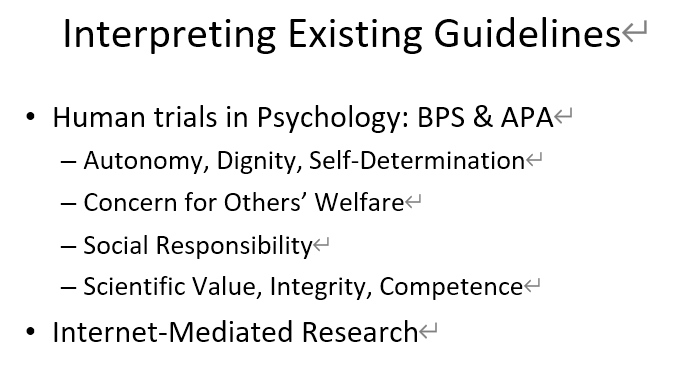 Interpreting Existing Guidelines↵
• Human trials in Psychology: BPS & APA↵
– Autonomy, Dignity, Self-Determination↵
– Concern for Others’ Welfare↵
– Social Responsibility↵
– Scientific Value, Integrity, Competence↵
• Internet-Mediated Research↵